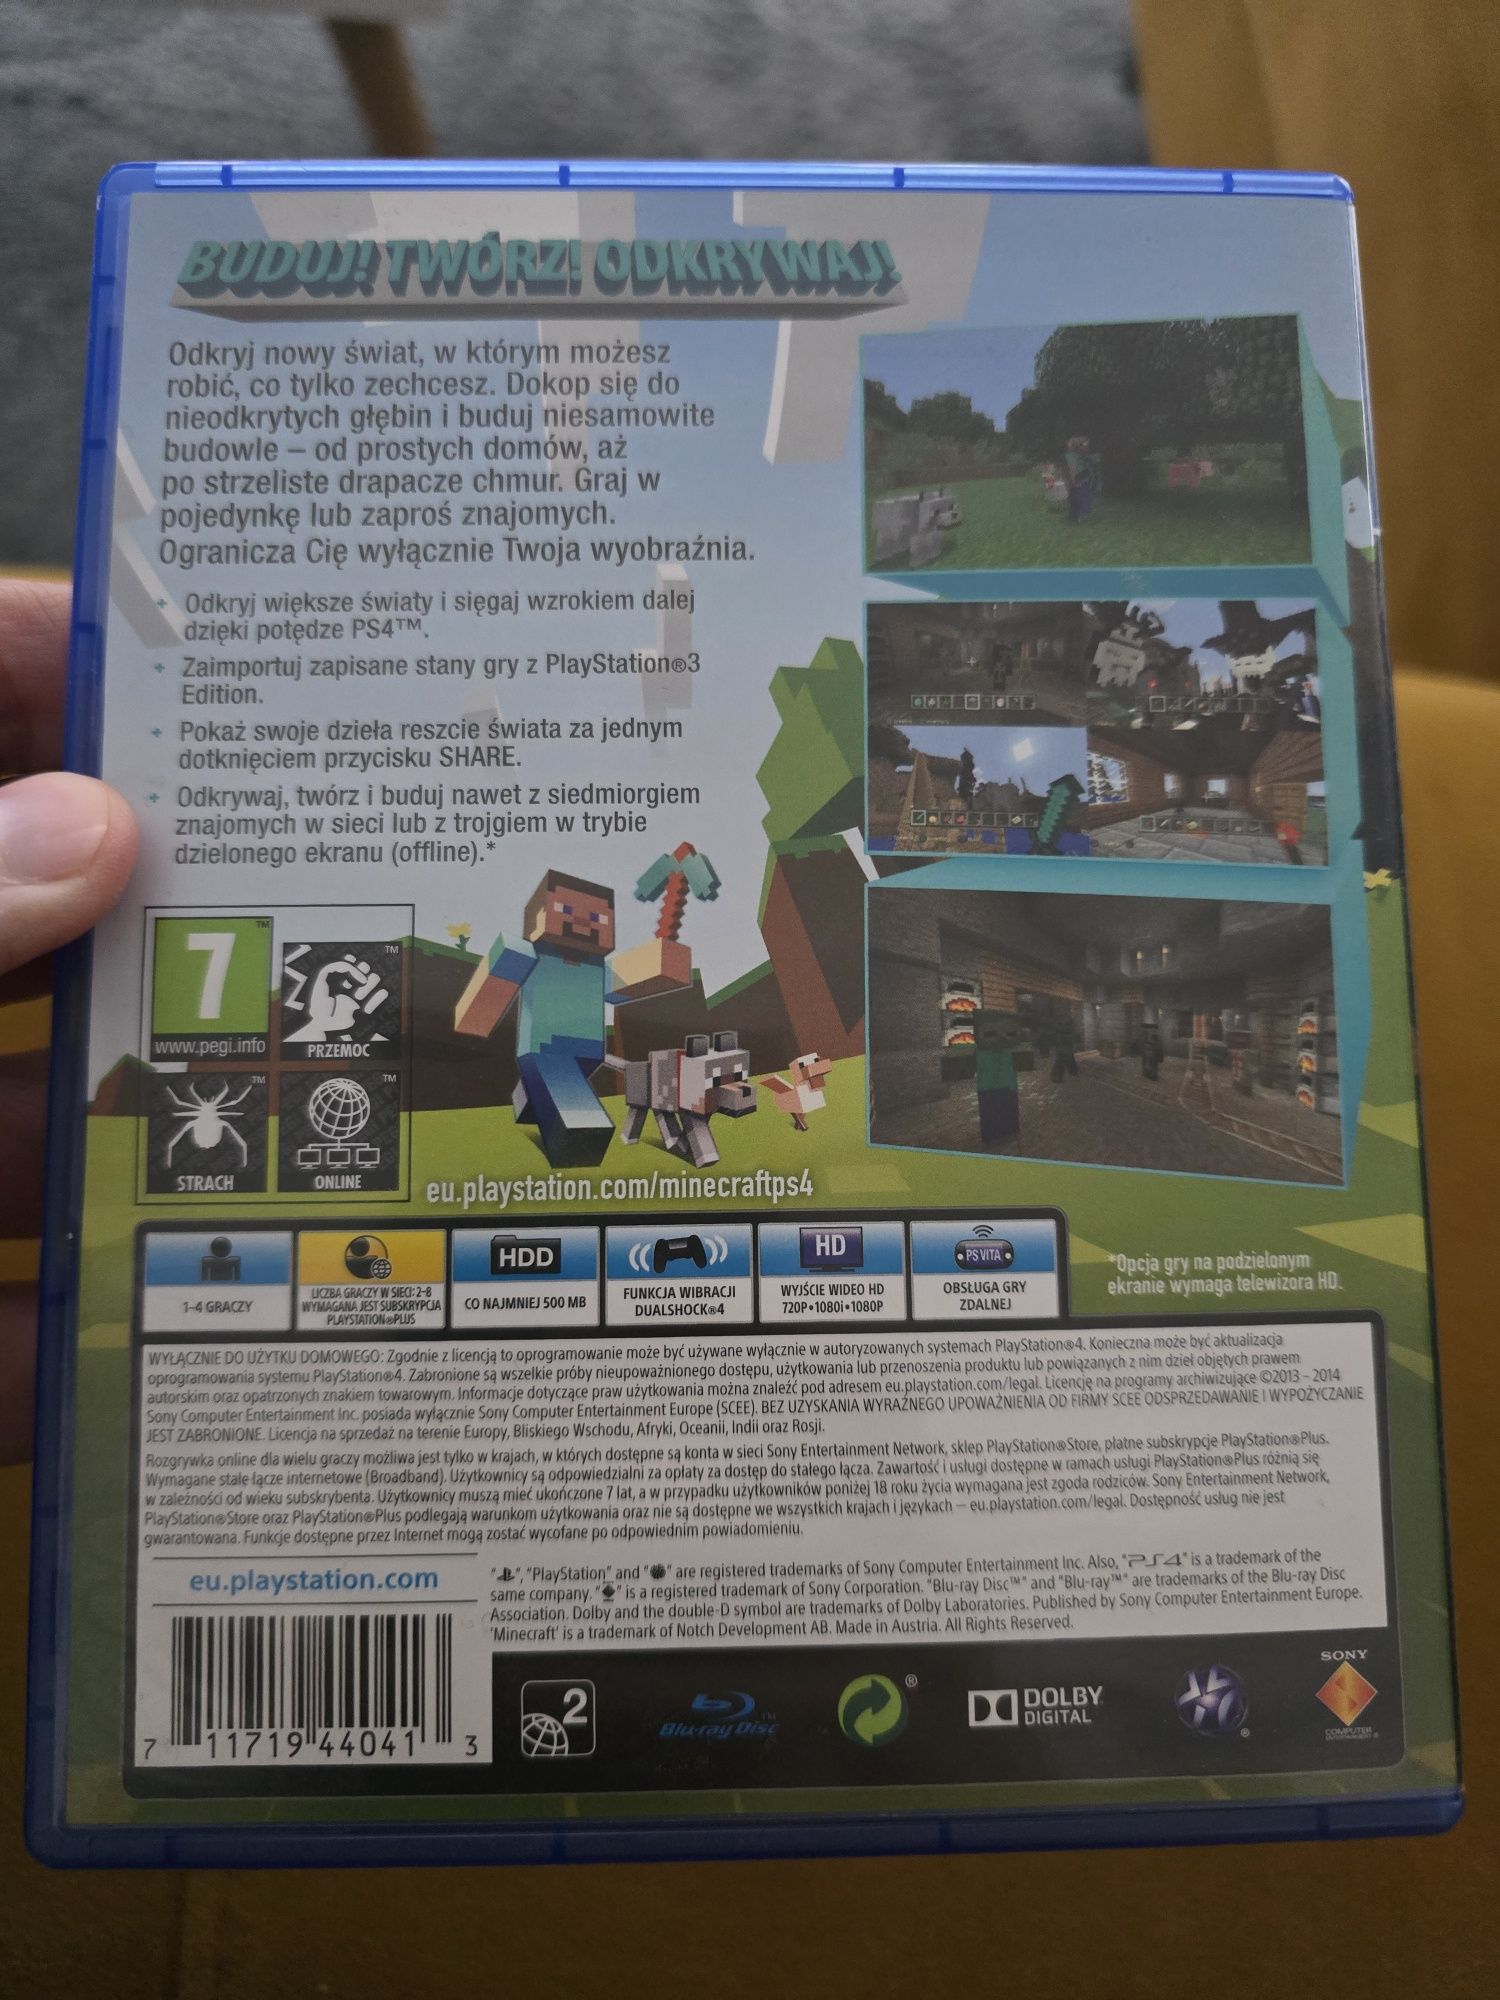 BUDUJ! TWÓRZ! ODKRYWAJ!
Odkryj nowy świat, w którym możesz
robić, co tylko zechcesz. Dokop się do
nieodkrytych głębin i buduj niesamowite
budowle – od prostych domów, aż
po strzeliste drapacze chmur. Graj w
pojedynkę lub zaproś znajomych.
Ogranicza Cię wyłącznie Twoja wyobraźnia.
+ Odkryj większe światy i sięgaj wzrokiem dalej
dzięki potędze PS4™.
+ Zaimportuj zapisane stany gry z PlayStation®3
Edition.
+ Pokaż swoje dzieła reszcie świata za jednym
dotknięciem przycisku SHARE.
+ Odkrywaj, twórz i buduj nawet z siedmiorgiem
znajomych w sieci lub z trojgiem w trybie
dzielonego ekranu (offline).*
7™
www.pegi.info
™
PRZEMOC
™
STRACH
™
ONLINE
eu.playstation.com/minecraftps4
1-4 GRACZY
LICZBA GRACZY W SIECI: 2-8
WYMAGANA JEST SUBSKRYPCJA
PLAYSTATION®PLUS
HDD
CO NAJMNIEJ 500 MB
FUNKCJA WIBRACJI
DUALSHOCK®4
HD
WYJŚCIE WIDEO HD
720P•1080i•1080P
PS VITA
OBSŁUGA GRY
ZDALNEJ
*Opcja gry na podzielonym
ekranie wymaga telewizora HD.
WYŁĄCZNIE DO UŻYTKU DOMOWEGO: Zgodnie z licencją to oprogramowanie może być używane wyłącznie w autoryzowanych systemach PlayStation®4. Konieczna może być aktualizacja
oprogramowania systemu PlayStation®4. Zabronione są wszelkie próby nieupoważnionego dostępu, użytkowania lub przenoszenia produktu lub powiązanych z nim dzieł objętych prawem
autorskim oraz opatrzonych znakiem towarowym. Informacje dotyczące praw użytkowania można znaleźć pod adresem eu.playstation.com/legal. Licencję na programy archiwizujące ©2013 - 2014
Sony Computer Entertainment Inc. posiada wyłącznie Sony Computer Entertainment Europe (SCEE). BEZ UZYSKANIA WYRAŹNEGO UPOWAŻNIENIA OD FIRMY SCEE ODSPRZEDAWANIE I WYPOŻYCZANIE
JEST ZABRONIONE. Licencja na sprzedaż na terenie Europy, Bliskiego Wschodu, Afryki, Oceanii, Indii oraz Rosji.
Rozgrywka online dla wielu graczy możliwa jest tylko w krajach, w których dostępne są konta w sieci Sony Entertainment Network, sklep PlayStation®Store, płatne subskrypcje PlayStation®Plus.
Wymagane stałe łącze internetowe (Broadband). Użytkownicy są odpowiedzialni za opłaty za dostęp do stałego łącza. Zawartość i usługi dostępne w ramach usługi PlayStation®Plus różnią się
w zależności od wieku subskrybenta. Użytkownicy muszą mieć ukończone 7 lat, a w przypadku użytkowników poniżej 18 roku życia wymagana jest zgoda rodziców. Sony Entertainment Network,
PlayStation®Store oraz PlayStation®Plus podlegają warunkom użytkowania oraz nie są dostępne we wszystkich krajach i językach – eu.playstation.com/legal. Dostępność usług nie jest
gwarantowana. Funkcje dostępne przez Internet mogą zostać wycofane po odpowiednim powiadomieniu.
eu.playstation.com
" ", "PlayStation" and " " are registered trademarks of Sony Computer Entertainment Inc. Also, "PS4" is a trademark of the
same company. " " is a registered trademark of Sony Corporation. "Blu-ray Disc™" and "Blu-ray™" are trademarks of the Blu-ray Disc
Association. Dolby and the double-D symbol are trademarks of Dolby Laboratories. Published by Sony Computer Entertainment Europe.
'Minecraft' is a trademark of Notch Development AB. Made in Austria. All Rights Reserved.
7 11719 44041 3
2
Blu-ray Disc™
®
DOLBY
DIGITAL
®
SONY
COMPUTER
ENTERTAINMENT®